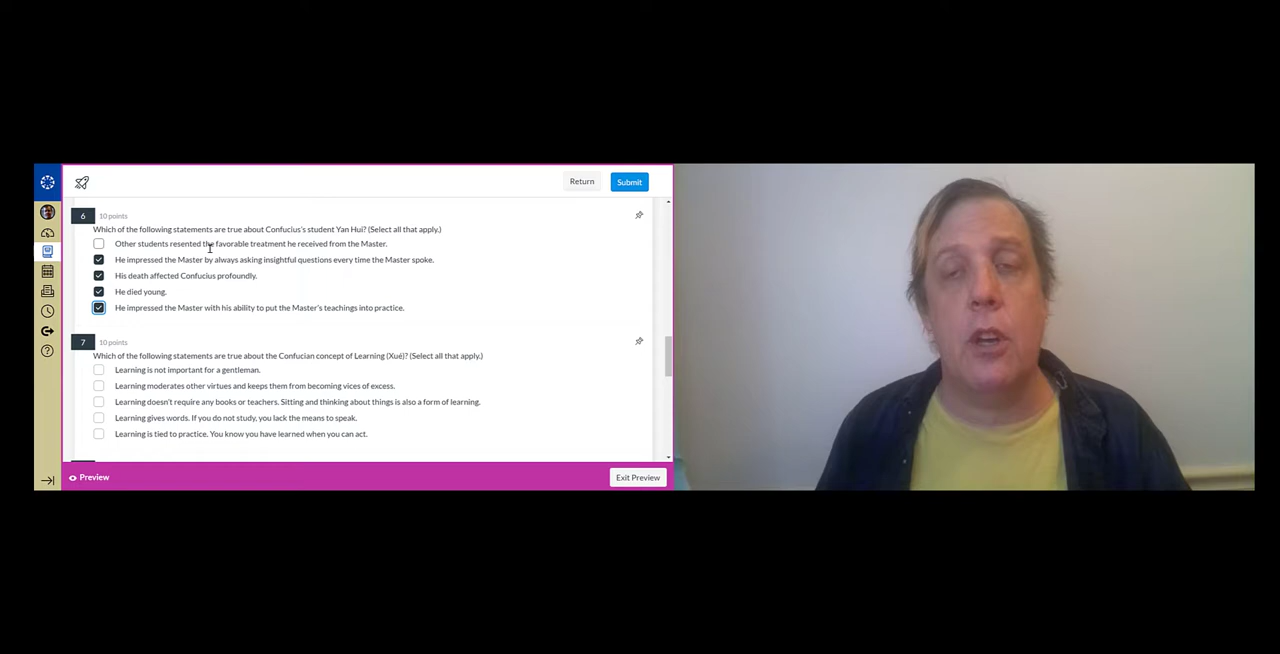 Return
Submit
6
10 points
Which of the following statements are true about Confucius's student Yan Hui? (Select all that apply.)
Other students resented the favorable treatment he received from the Master.
He impressed the Master by always asking insightful questions every time the Master spoke.
His death affected Confucius profoundly.
He died young.
He impressed the Master with his ability to put the Master's teachings into practice.
7
10 points
Which of the following statements are true about the Confucian concept of Learning (Xué)? (Select all that apply.)
Learning is not important for a gentleman.
Learning moderates other virtues and keeps them from becoming vices of excess.
Learning doesn't require any books or teachers. Sitting and thinking about things is also a form of learning.
Learning gives words. If you do not study, you lack the means to speak.
Learning is tied to practice. You know you have learned when you can act.
Preview
Exit Preview